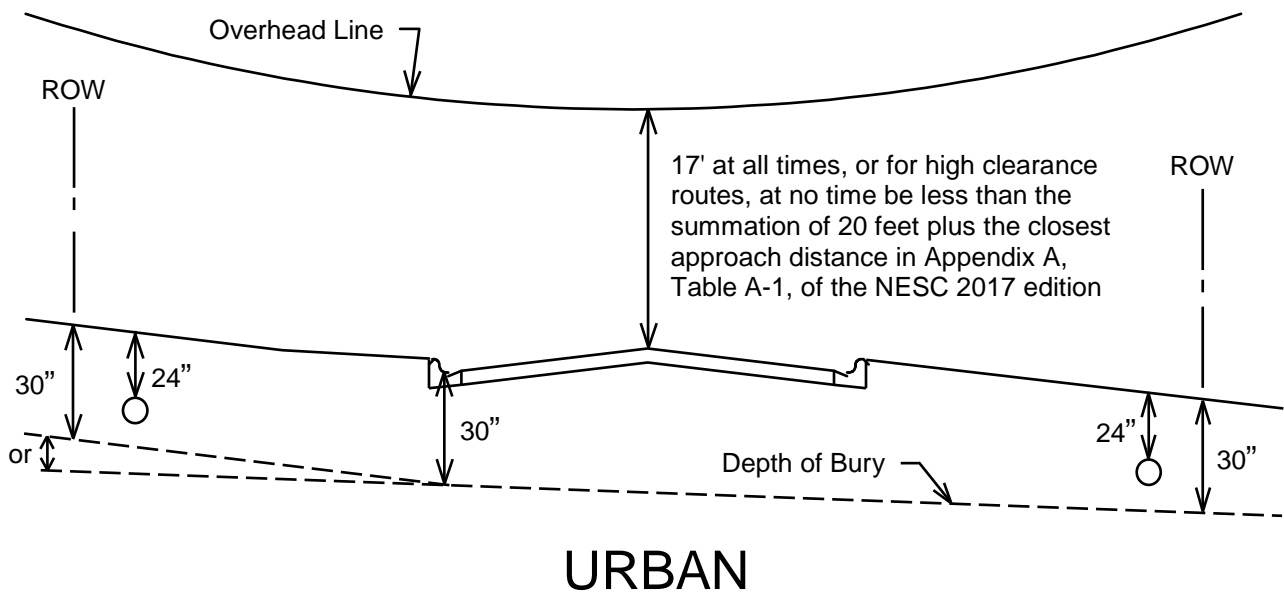 Overhead Line
ROW
17' at all times, or for high clearance
routes, at no time be less than the
summation of 20 feet plus the closest
approach distance in Appendix A,
Table A-1, of the NESC 2017 edition
ROW
30”
24”
30”
24”
30”
or
Depth of Bury
URBAN